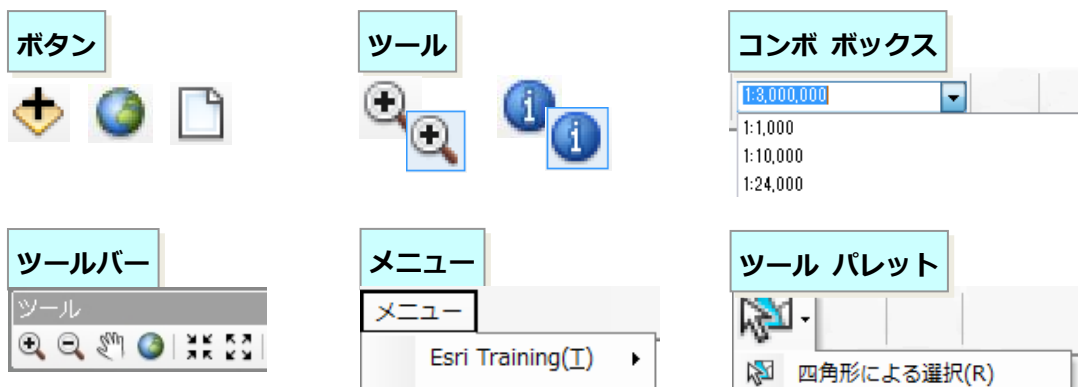 ボタン
ツール
コンボ ボックス
1:3,000,000
1:1,000
1:10,000
1:24,000
ツールバー
ツール
メニュー
メニュー
Esri Training(T)
ツール パレット
四角形による選択(R)